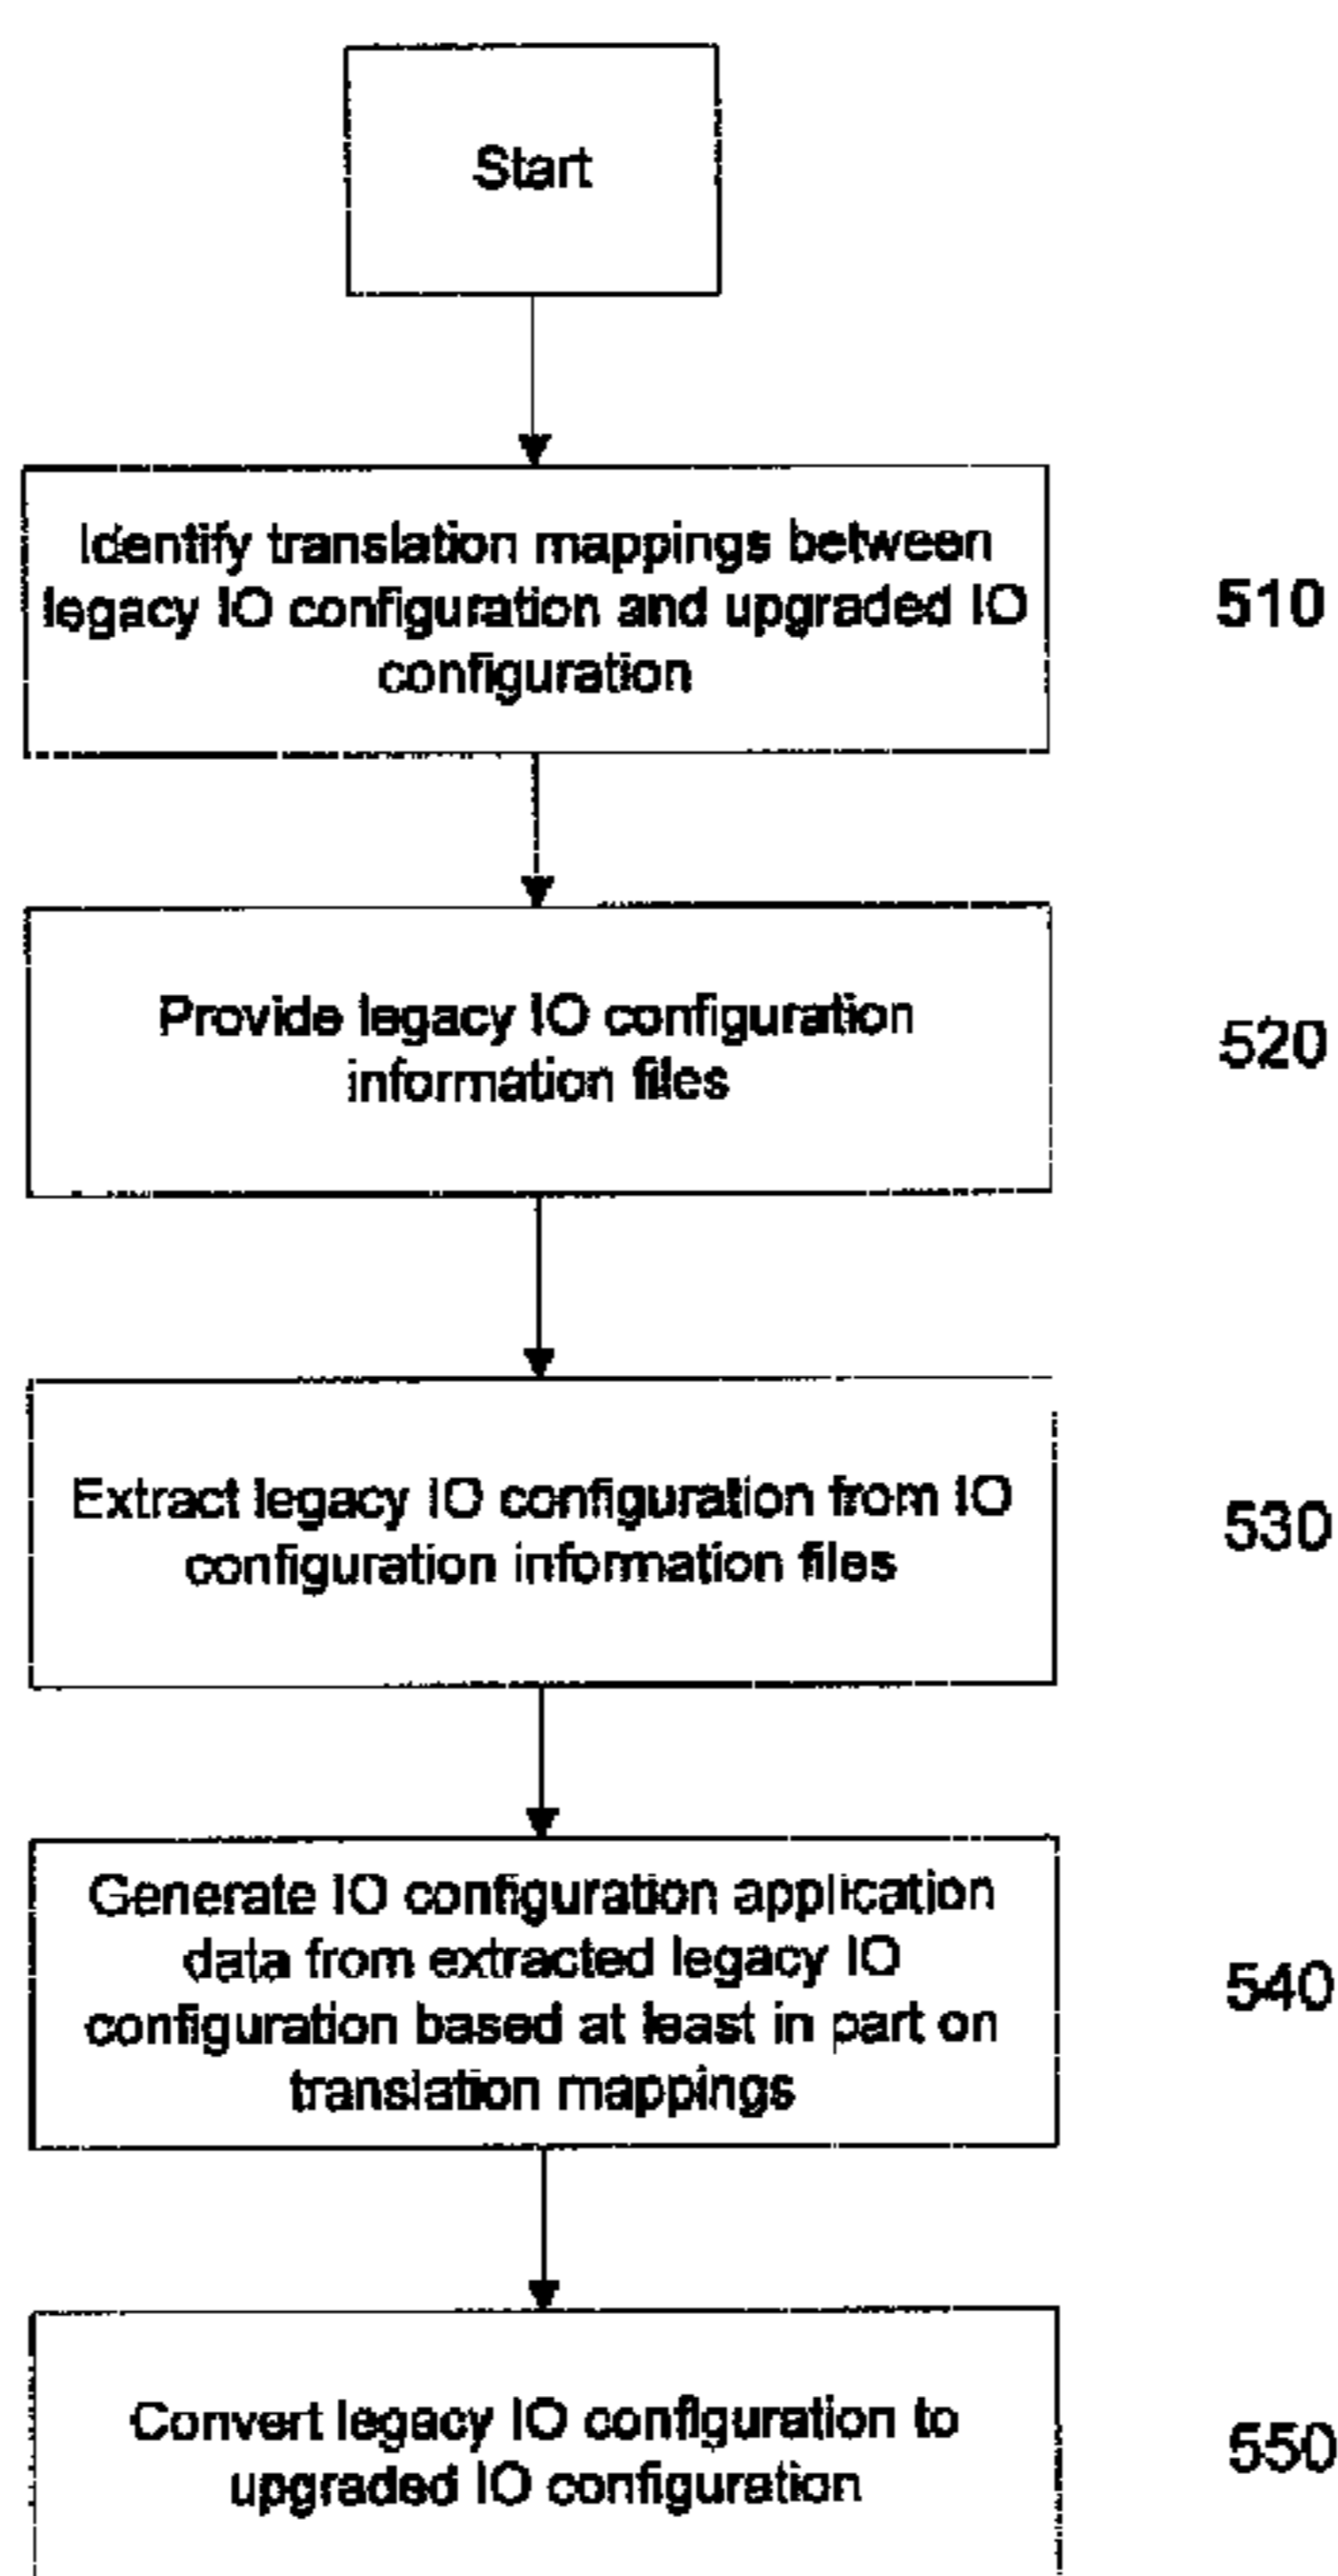 Start
Identify translation mappings between
legacy IO configuration and upgraded IO
configuration
510
Provide legacy IO configuration
information files
520
Extract legacy IO configuration from IO
configuration information files
530
Generate IO configuration application
data from extracted legacy IO
configuration based at least in part on
translation mappings
540
Convert legacy IO configuration to
upgraded IO configuration
550